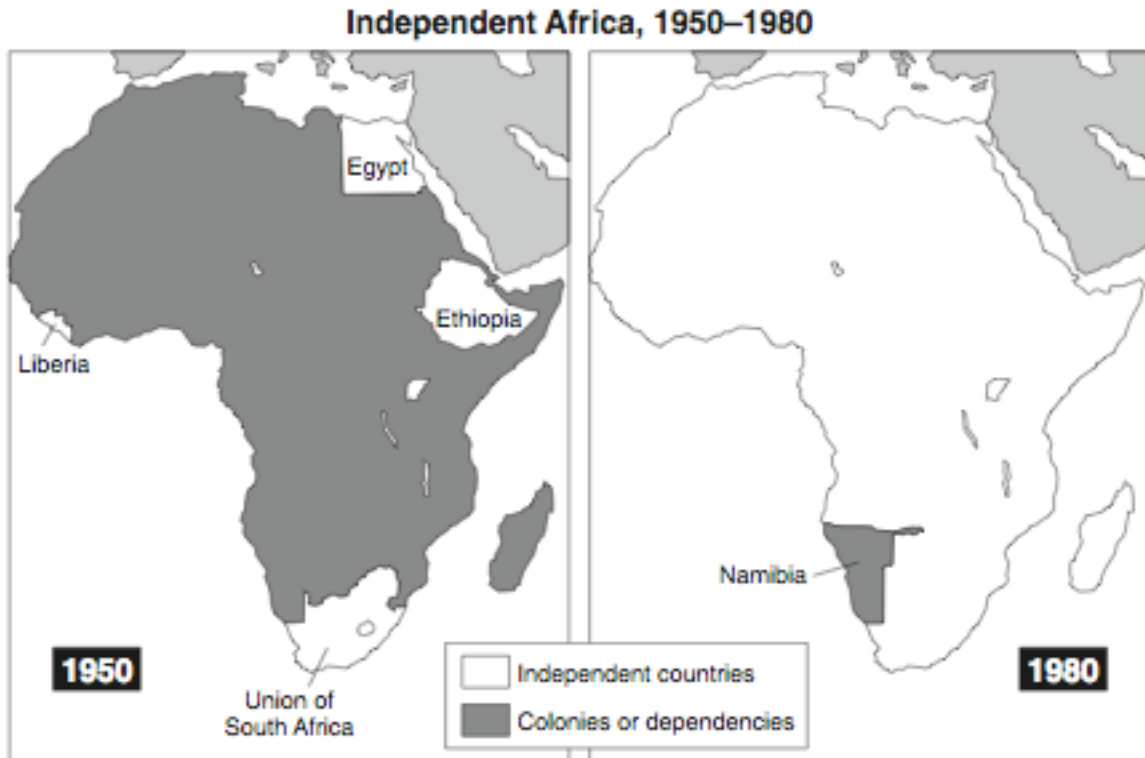 Independent Africa, 1950–1980
Egypt
Ethiopia
Liberia
1950
Union of
South Africa
Namibia
1980
Independent countries
Colonies or dependencies